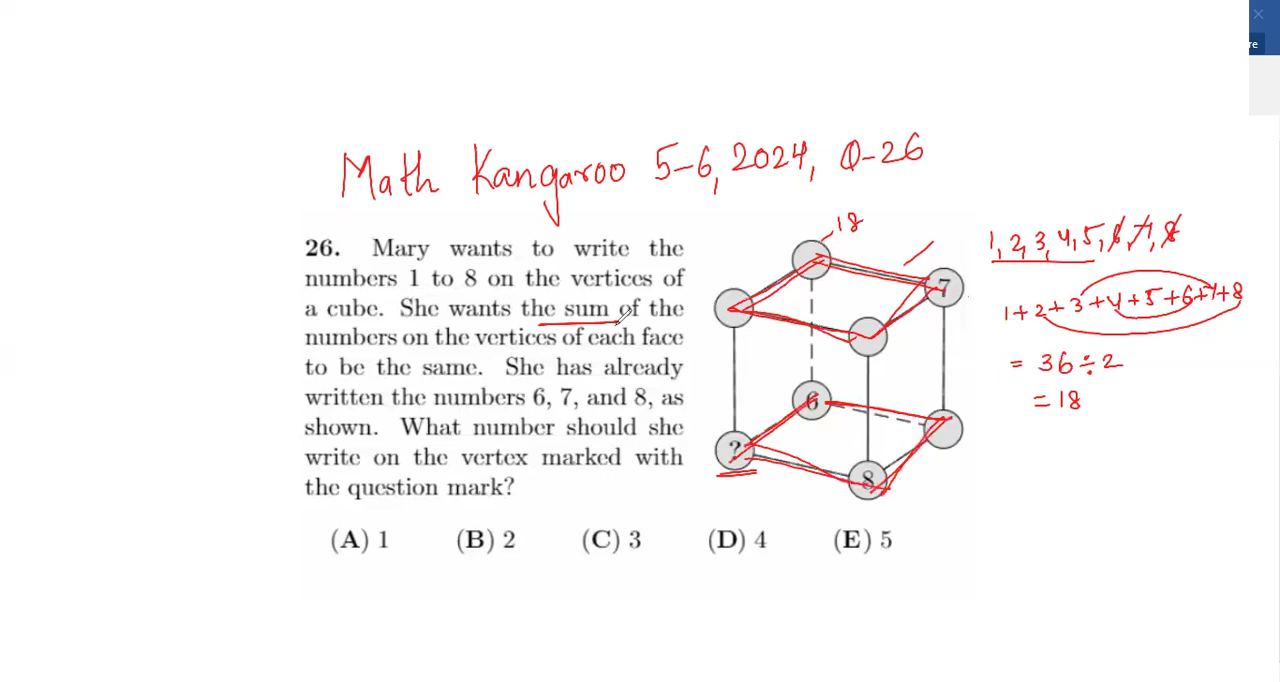 re
Math Kangaroo 5-6, 2024, Q-26
18
1, 2, 3, 4, 5, 6, 7, 8
26. Mary wants to write the
numbers 1 to 8 on the vertices of
a cube. She wants the sum of the
numbers on the vertices of each face
to be the same. She has already
written the numbers 6, 7, and 8, as
shown. What number should she
write on the vertex marked with
the question mark?
7
6
?
8
1+2+3+4+5+6+7+8
= 36 ÷ 2
= 18
(A) 1 (B) 2 (C) 3 (D) 4 (E) 5